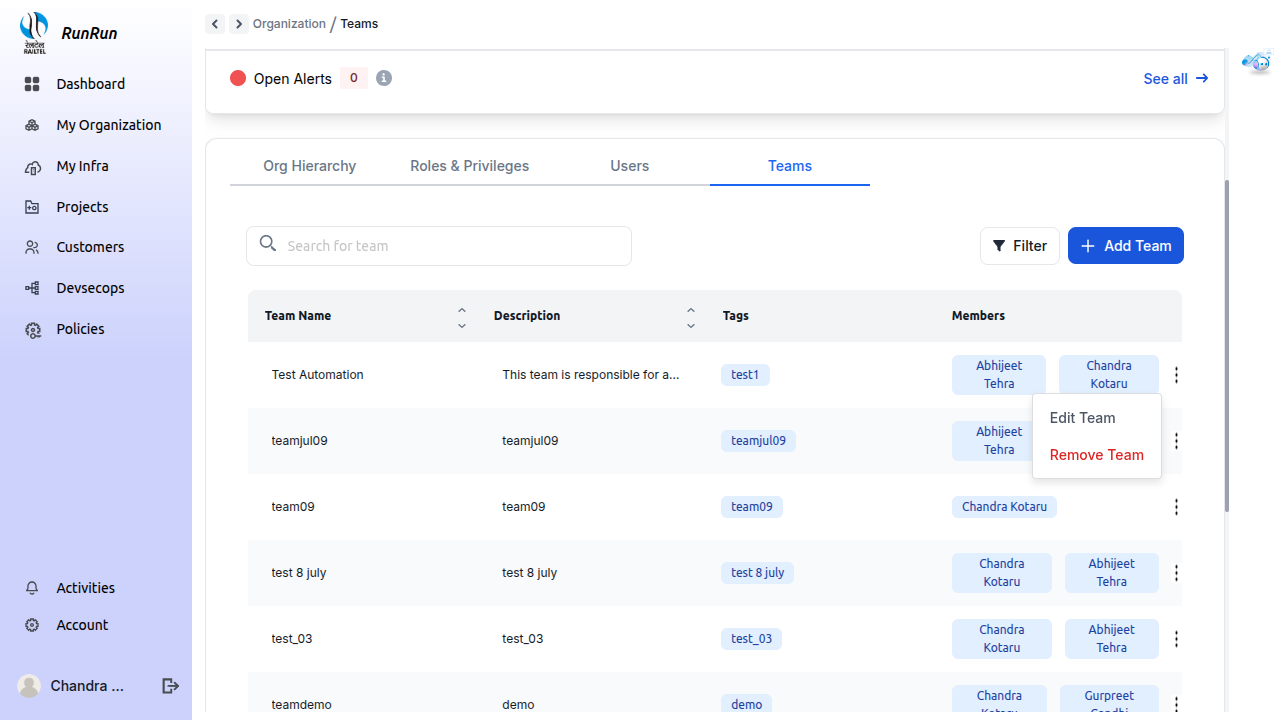 रेलटेल
RAILTEL
RunRun
Organization / Teams
Dashboard
My Organization
My Infra
Projects
Customers
Devsecops
Policies
Activities
Account
Chandra ...
Open Alerts 0
See all
Org Hierarchy Roles & Privileges Users Teams
Search for team
Filter
Add Team
Team Name Description Tags Members
Test Automation This team is responsible for a... test1 Abhijeet Tehra Chandra Kotaru
Edit Team
Remove Team
teamjul09 teamjul09 teamjul09 Abhijeet Tehra
team09 team09 team09 Chandra Kotaru
test 8 july test 8 july test 8 july Chandra Kotaru Abhijeet Tehra
test_03 test_03 test_03 Chandra Kotaru Abhijeet Tehra
teamdemo demo demo Chandra Kotaru Gurpreet